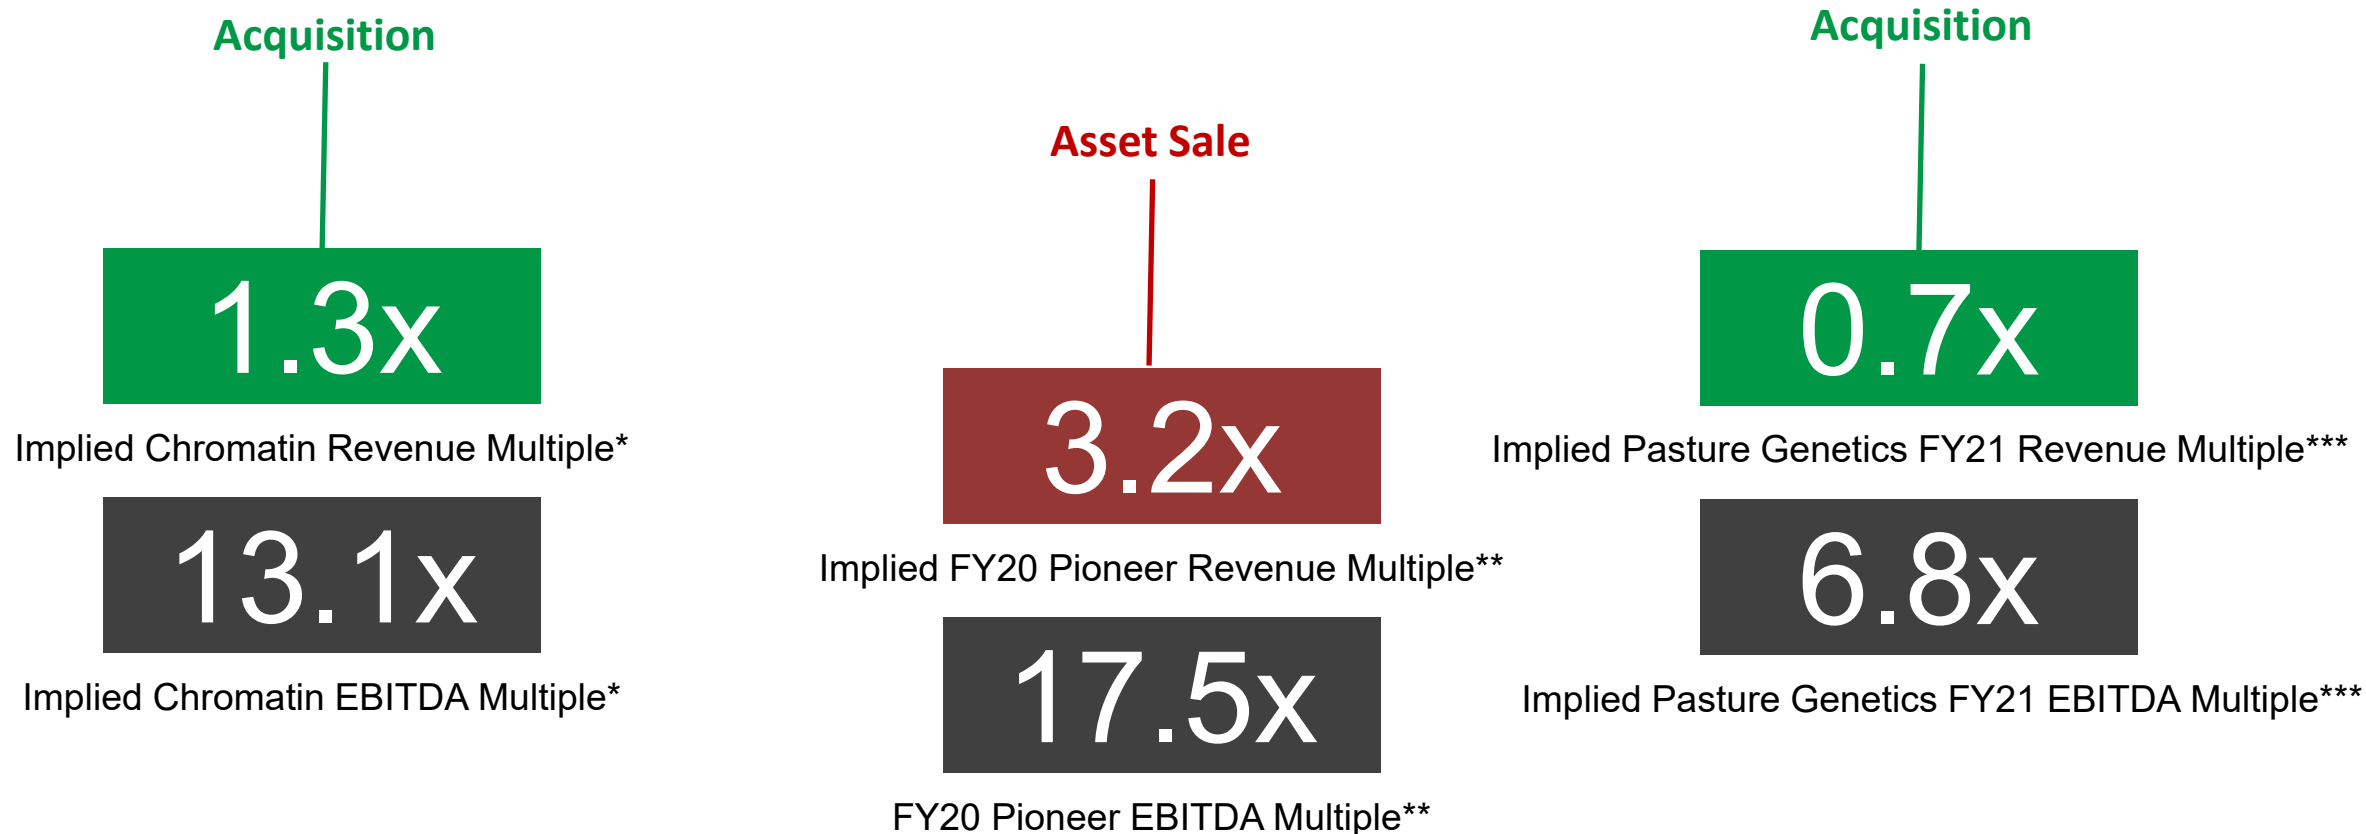 Acquisition
1.3x
Implied Chromatin Revenue Multiple*
13.1x
Implied Chromatin EBITDA Multiple*
Asset Sale
3.2x
Implied FY20 Pioneer Revenue Multiple**
17.5x
FY20 Pioneer EBITDA Multiple**
Acquisition
0.7x
Implied Pasture Genetics FY21 Revenue Multiple***
6.8x
Implied Pasture Genetics FY21 EBITDA Multiple***